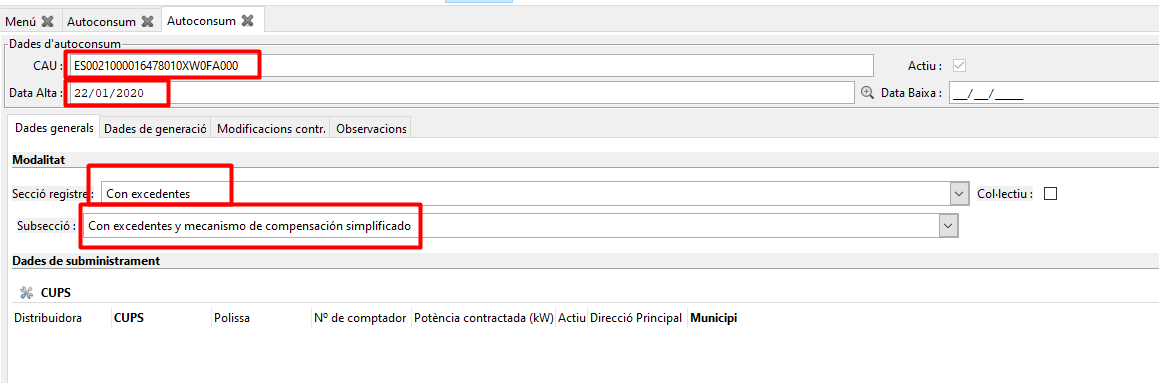 Menú Autoconsum Autoconsum
Dades d'autoconsum
CAU : ES0021000016478010XW0FA000 Actiu :
Data Alta : 22/01/2020 Data Baixa : __/__/____
Dades generals Dades de generació Modificacions contr. Observacions
Modalitat
Secció registre : Con excedentes Col·lectiu :
Subsecció : Con excedentes y mecanismo de compensación simplificado
Dades de subministrament
CUPS
Distribuidora CUPS Polissa Nº de comptador Potència contractada (kW) Actiu Direcció Principal Municipi